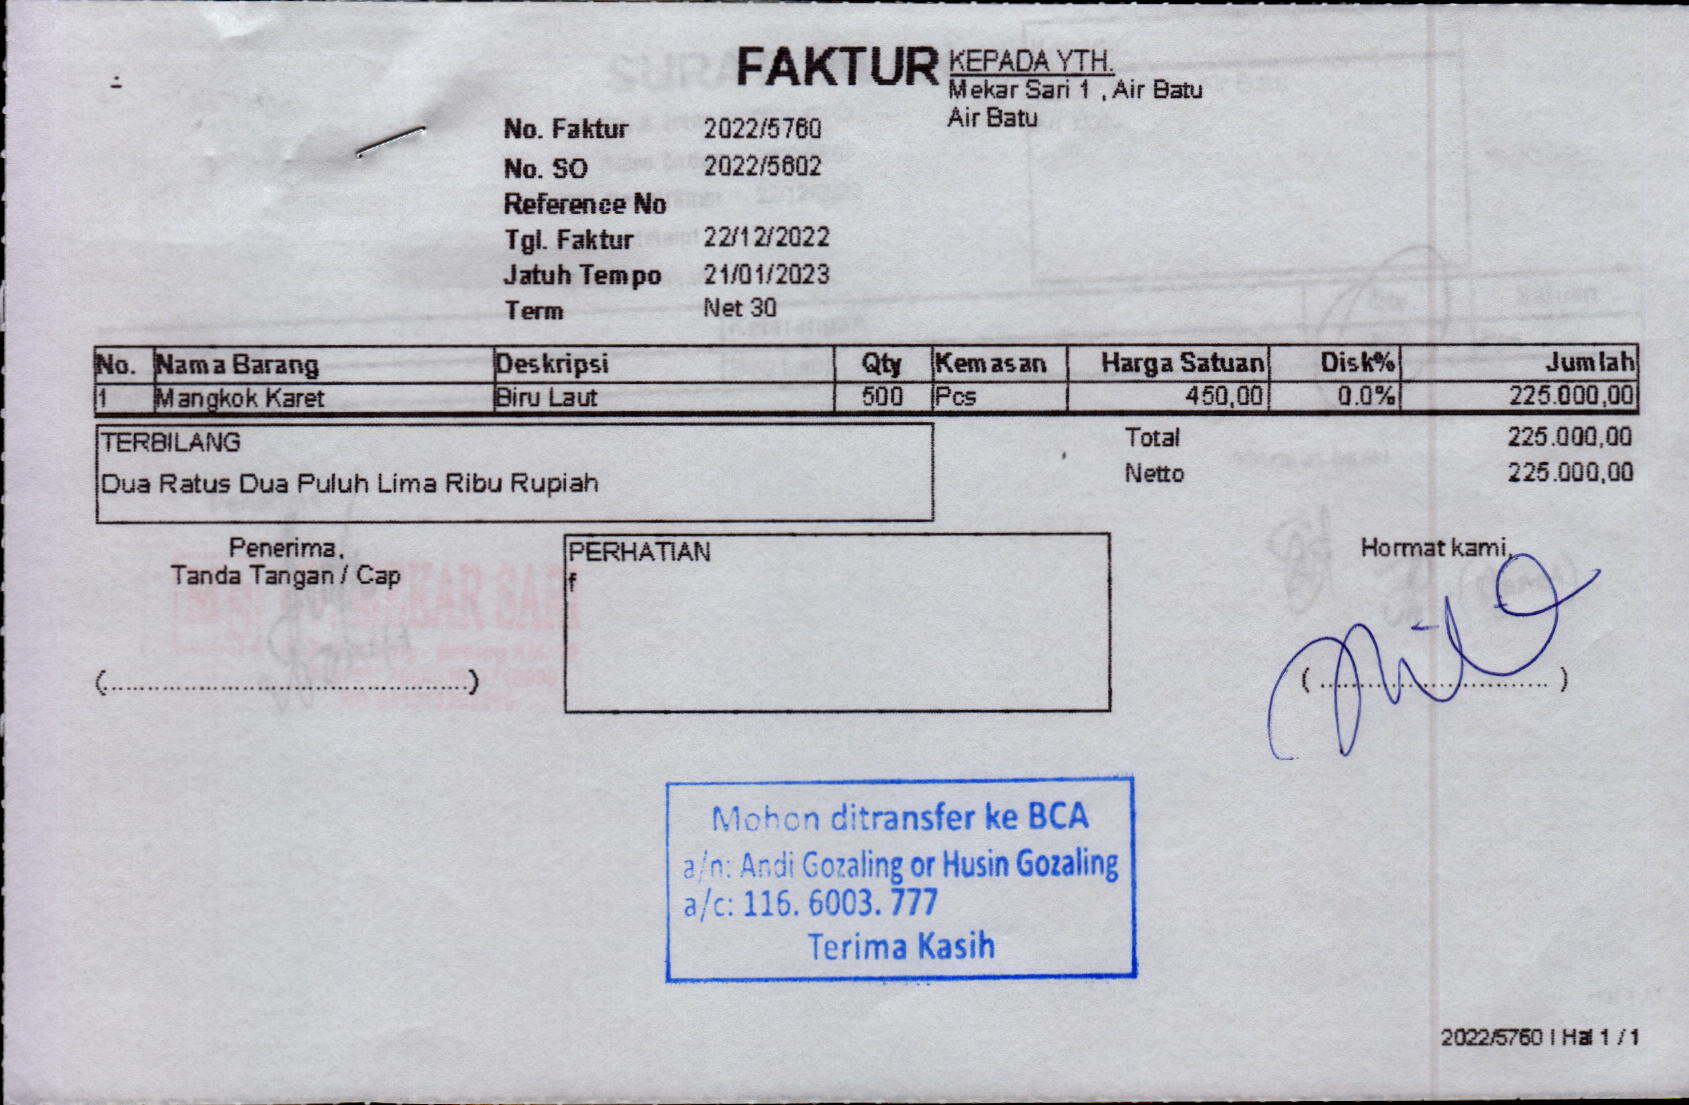 FAKTUR
KEPADA YTH.
Mekar Sari 1 , Air Batu
Air Batu
No. Faktur 2022/5760
No. SO 2022/5602
Reference No
Tgl. Faktur 22/12/2022
Jatuh Tempo 21/01/2023
Term Net 30
No. Nama Barang Deskripsi Qty Kemasan Harga Satuan Disk% Jumlah
1 Mangkok Karet Biru Laut 500 Pcs 450,00 0.0% 225.000,00
TERBILANG
Dua Ratus Dua Puluh Lima Ribu Rupiah
Total 225.000,00
Netto 225.000,00
Penerima,
Tanda Tangan / Cap
(............................................)
PERHATIAN
f
Hormat kami,
(............................)
Mohon ditransfer ke BCA
a/n: Andi Gozaling or Husin Gozaling
a/c: 116. 6003. 777
Terima Kasih
2022/5760 | Hal 1 / 1